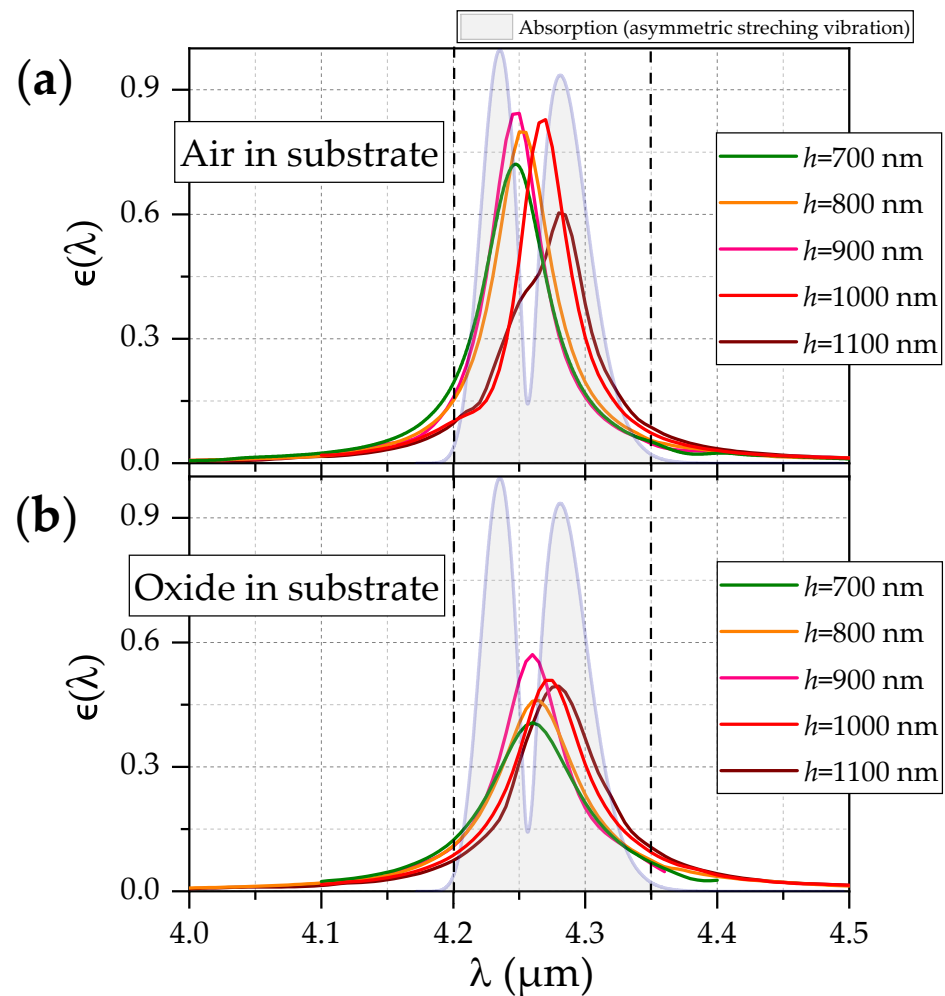 Absorption (asymmetric streching vibration)
(a)
Air in substrate
ϵ(λ)
0.9
0.6
0.3
0.0
h=700 nm
h=800 nm
h=900 nm
h=1000 nm
h=1100 nm
(b)
Oxide in substrate
ϵ(λ)
0.9
0.6
0.3
0.0
h=700 nm
h=800 nm
h=900 nm
h=1000 nm
h=1100 nm
4.0 4.1 4.2 4.3 4.4 4.5
λ (μm)